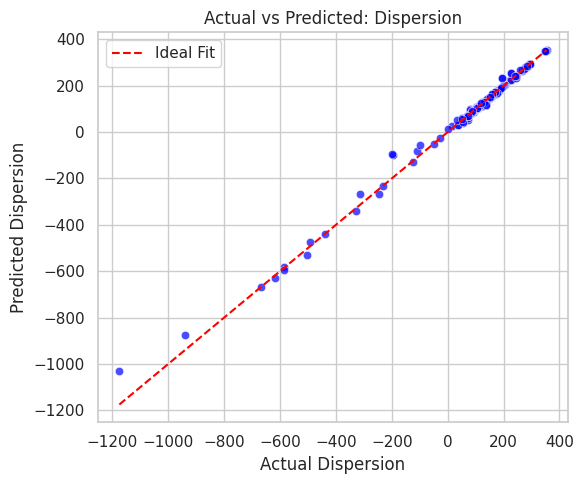 Actual vs Predicted: Dispersion
Ideal Fit
Predicted Dispersion
400
200
0
−200
−400
−600
−800
−1000
−1200
−1200 −1000 −800 −600 −400 −200 0 200 400
Actual Dispersion